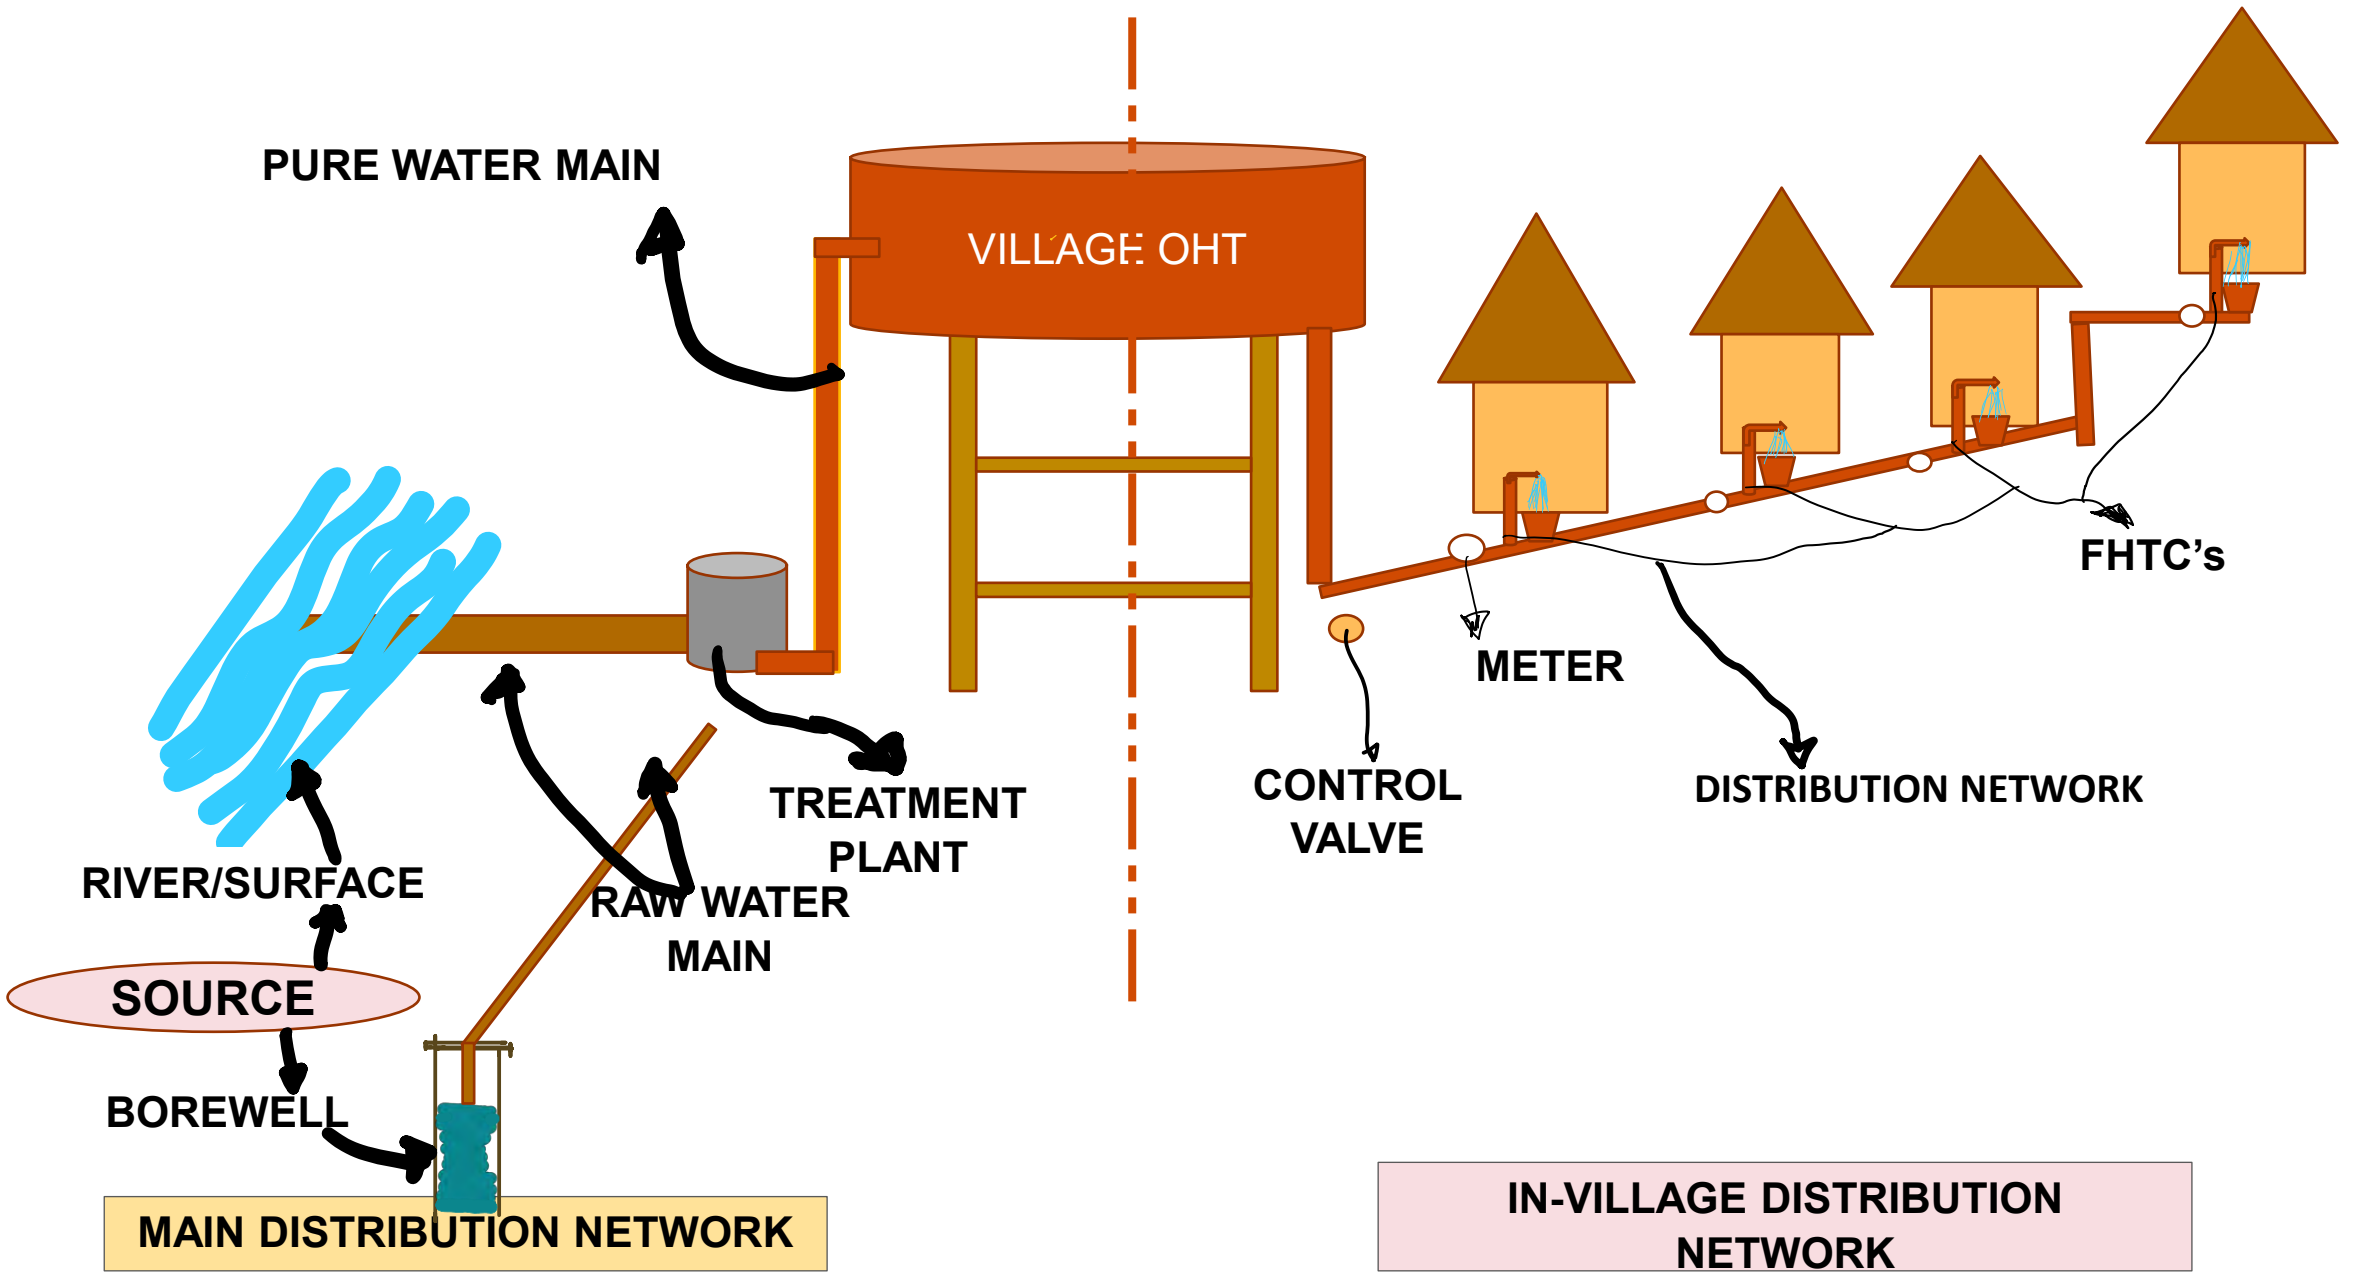 PURE WATER MAIN
VILLAGE OHT
FHTC's
METER
CONTROL
VALVE
DISTRIBUTION NETWORK
TREATMENT
PLANT
RIVER/SURFACE
RAW WATER
MAIN
SOURCE
BOREWELL
MAIN DISTRIBUTION NETWORK
IN-VILLAGE DISTRIBUTION
NETWORK